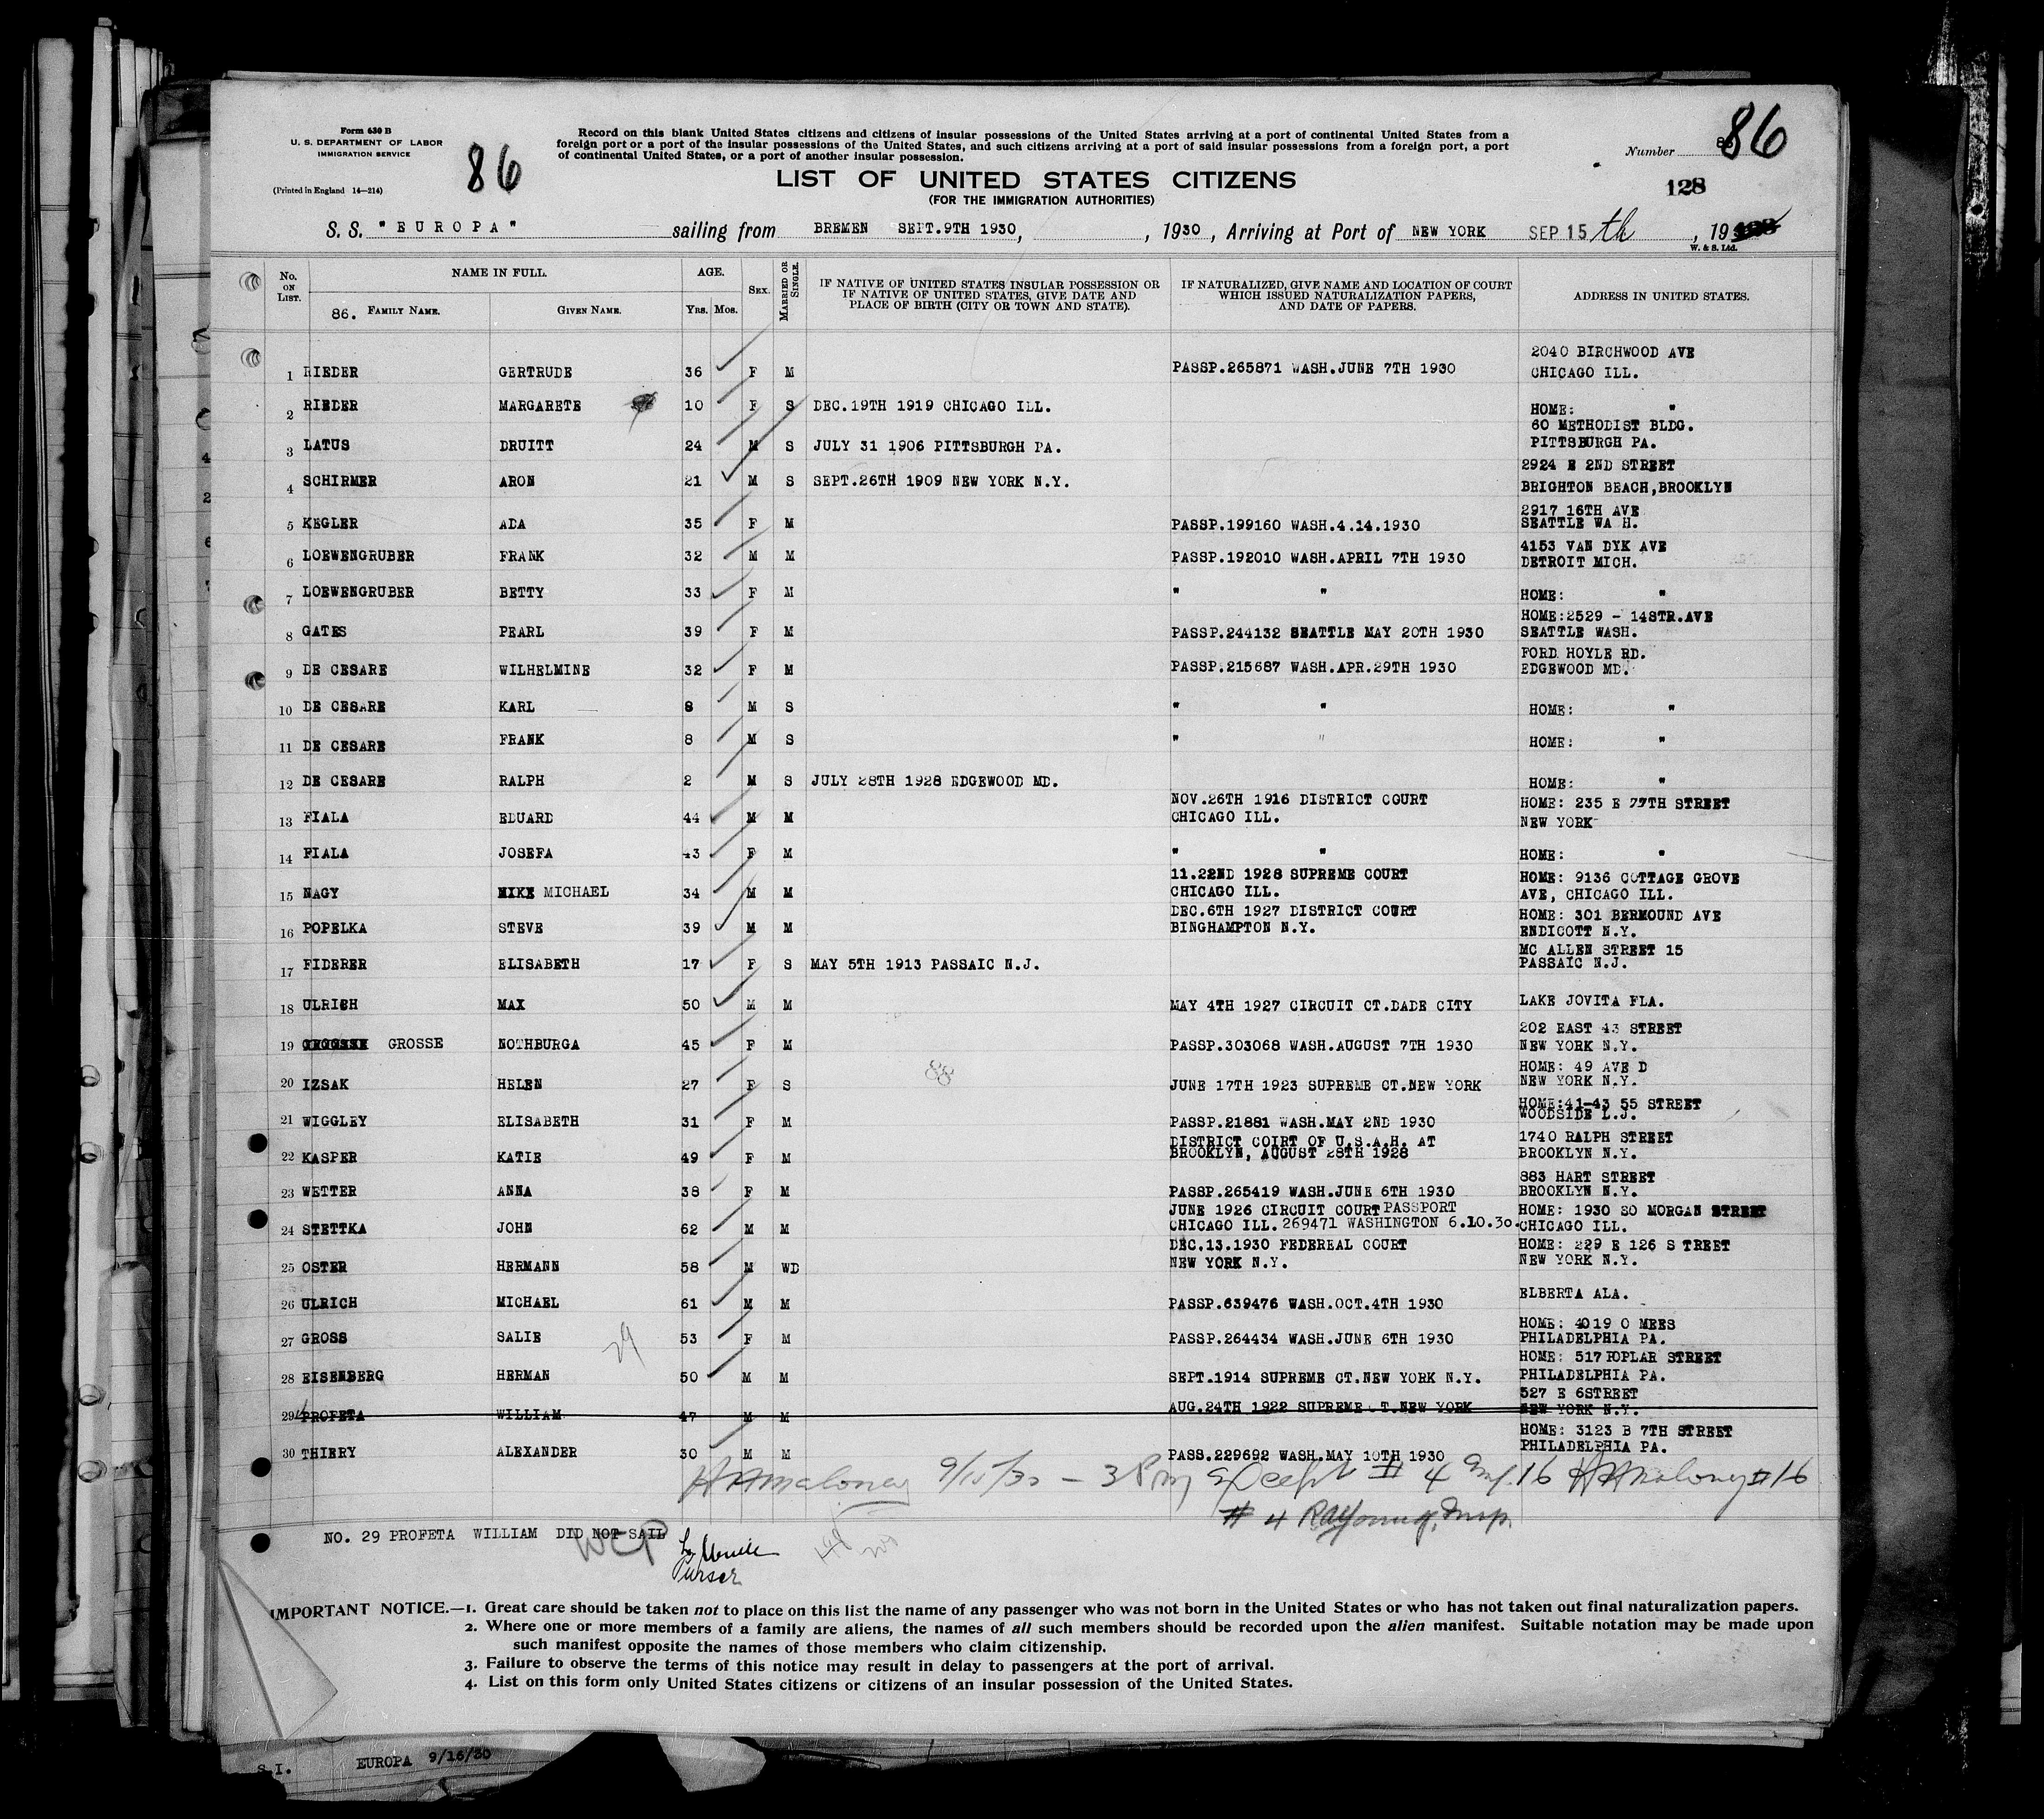 Form 630 B
U. S. DEPARTMENT OF LABOR
IMMIGRATION SERVICE
(Printed in England 14—214)
86
Record on this blank United States citizens and citizens of insular possessions of the United States arriving at a port of continental United States from a
foreign port or a port of the insular possessions of the United States, and such citizens arriving at a port of said insular possessions from a foreign port, a port
of continental United States, or a port of another insular possession.
Number 86
128
LIST OF UNITED STATES CITIZENS
(FOR THE IMMIGRATION AUTHORITIES)
S. S. "EUROPA" sailing from BREMEN SEPT.9TH 1930, , 1930, Arriving at Port of NEW YORK SEP 15th , 19
W. & S. Ltd.
No. ON LIST. NAME IN FULL. AGE. SEX. MARRIED OR SINGLE. IF NATIVE OF UNITED STATES INSULAR POSSESSION OR IF NATIVE OF UNITED STATES, GIVE DATE AND PLACE OF BIRTH (CITY OR TOWN AND STATE). IF NATURALIZED, GIVE NAME AND LOCATION OF COURT WHICH ISSUED NATURALIZATION PAPERS, AND DATE OF PAPERS. ADDRESS IN UNITED STATES.
86. FAMILY NAME. GIVEN NAME. Yrs. Mos.
1 RIEDER GERTRUDE 36 F M PASSP.265871 WASH.JUNE 7TH 1930 2040 BIRCHWOOD AVE CHICAGO ILL.
2 RIEDER MARGARETE 10 F S DEC.19TH 1919 CHICAGO ILL. HOME: "
3 LATUS DRUITT 24 M S JULY 31 1906 PITTSBURGH PA. 60 METHODIST BLDG. PITTSBURGH PA.
4 SCHIRMER ARON 21 M S SEPT.26TH 1909 NEW YORK N.Y. 2924 E 2ND STREET BRIGHTON BEACH,BROOKLYN
5 KEGLER ADA 35 F M PASSP.199160 WASH.4.14.1930 2917 16TH AVE SEATTLE WA H.
6 LOEWENGRUBER FRANK 32 M M PASSP.192010 WASH.APRIL 7TH 1930 4153 VAN DYK AVE DETROIT MICH.
7 LOEWENGRUBER BETTY 33 F M " " HOME: "
8 GATES PEARL 39 F M PASSP.244132 SEATTLE MAY 20TH 1930 HOME:2529 - 14STR.AVE SEATTLE WASH.
9 DE CESARE WILHELMINE 32 F M PASSP.215687 WASH.APR.29TH 1930 FORD HOYLE RD. EDGEWOOD MD.
10 DE CESARE KARL 8 M S " " HOME: "
11 DE CESARE FRANK 8 M S " " HOME: "
12 DE CESARE RALPH 2 M S JULY 28TH 1928 EDGEWOOD MD. HOME: "
13 FIALA EDUARD 44 M M NOV.26TH 1916 DISTRICT COURT CHICAGO ILL. HOME: 235 E 77TH STREET NEW YORK
14 FIALA JOSEFA 43 F M " " HOME: "
15 NAGY MIKE MICHAEL 34 M M 11.22ND 1928 SUPREME COURT CHICAGO ILL. HOME: 9136 COTTAGE GROVE AVE, CHICAGO ILL.
16 POPELKA STEVE 39 M M DEC.6TH 1927 DISTRICT COURT BINGHAMPTON N.Y. HOME: 301 BERMOUND AVE ENDICOTT N.Y.
17 FIDERER ELISABETH 17 F S MAY 5TH 1913 PASSAIC N.J. MC ALLEN STREET 15 PASSAIC N.J.
18 ULRICH MAX 50 M M MAY 4TH 1927 CIRCUIT CT.DADE CITY LAKE JOVITA FLA.
19 GROSSE NOTHBURGA 45 F M PASSP.303068 WASH.AUGUST 7TH 1930 202 EAST 43 STREET NEW YORK N.Y.
20 IZSAK HELEN 27 F S JUNE 17TH 1923 SUPREME CT.NEW YORK HOME: 49 AVE D NEW YORK N.Y.
21 WIGGLEY ELISABETH 31 F M PASSP.21881 WASH.MAY 2ND 1930 HOME:41-43 55 STREET WOODSIDE L.J.
22 KASPER KATIE 49 F M DISTRICT COIRT OF U.S.A.H. AT BROOKLYN, AUGUST 28TH 1928 1740 RALPH STREET BROOKLYN N.Y.
23 WETTER ANNA 38 F M PASSP.265419 WASH.JUNE 6TH 1930 883 HART STREET BROOKLYN N.Y.
24 STETTKA JOHN 62 M M JUNE 1926 CIRCUIT COURT PASSPORT CHICAGO ILL. 269471 WASHINGTON 6.10.30. HOME: 1930 SO MORGAN STREET CHICAGO ILL.
25 OSTER HERMANN 58 M WD DEC.13.1930 FEDEREAL COURT NEW YORK N.Y. HOME: 229 E 126 S TREET NEW YORK N.Y.
26 ULRICH MICHAEL 61 M M PASSP.639476 WASH.OCT.4TH 1930 ELBERTA ALA.
27 GROSS SALIE 53 F M PASSP.264434 WASH.JUNE 6TH 1930 HOME: 4019 O MEES PHILADELPHIA PA.
28 EISENBERG HERMAN 50 M M SEPT.1914 SUPREME CT.NEW YORK N.Y. HOME: 517 POPLAR STREET PHILADELPHIA PA.
29 PROFETA WILLIAM 47 M M AUG.24TH 1922 SUPREME CT.NEW YORK 527 E 6STREET NEW YORK N.Y.
30 THIERY ALEXANDER 30 M M PASS.229692 WASH.MAY 10TH 1930 HOME: 3123 B 7TH STREET PHILADELPHIA PA.
HAMaloney 9/15/30 - 3 Pm Except # 4 and 16 HAMaloney #16
# 4 RAYoung, Insp.
29
88
NO. 29 PROFETA WILLIAM DID NOT SAIL
Purser
IMPORTANT NOTICE.—1. Great care should be taken not to place on this list the name of any passenger who was not born in the United States or who has not taken out final naturalization papers.
2. Where one or more members of a family are aliens, the names of all such members should be recorded upon the alien manifest. Suitable notation may be made upon
such manifest opposite the names of those members who claim citizenship.
3. Failure to observe the terms of this notice may result in delay to passengers at the port of arrival.
4. List on this form only United States citizens or citizens of an insular possession of the United States.
S I. EUROPA 9/16/30